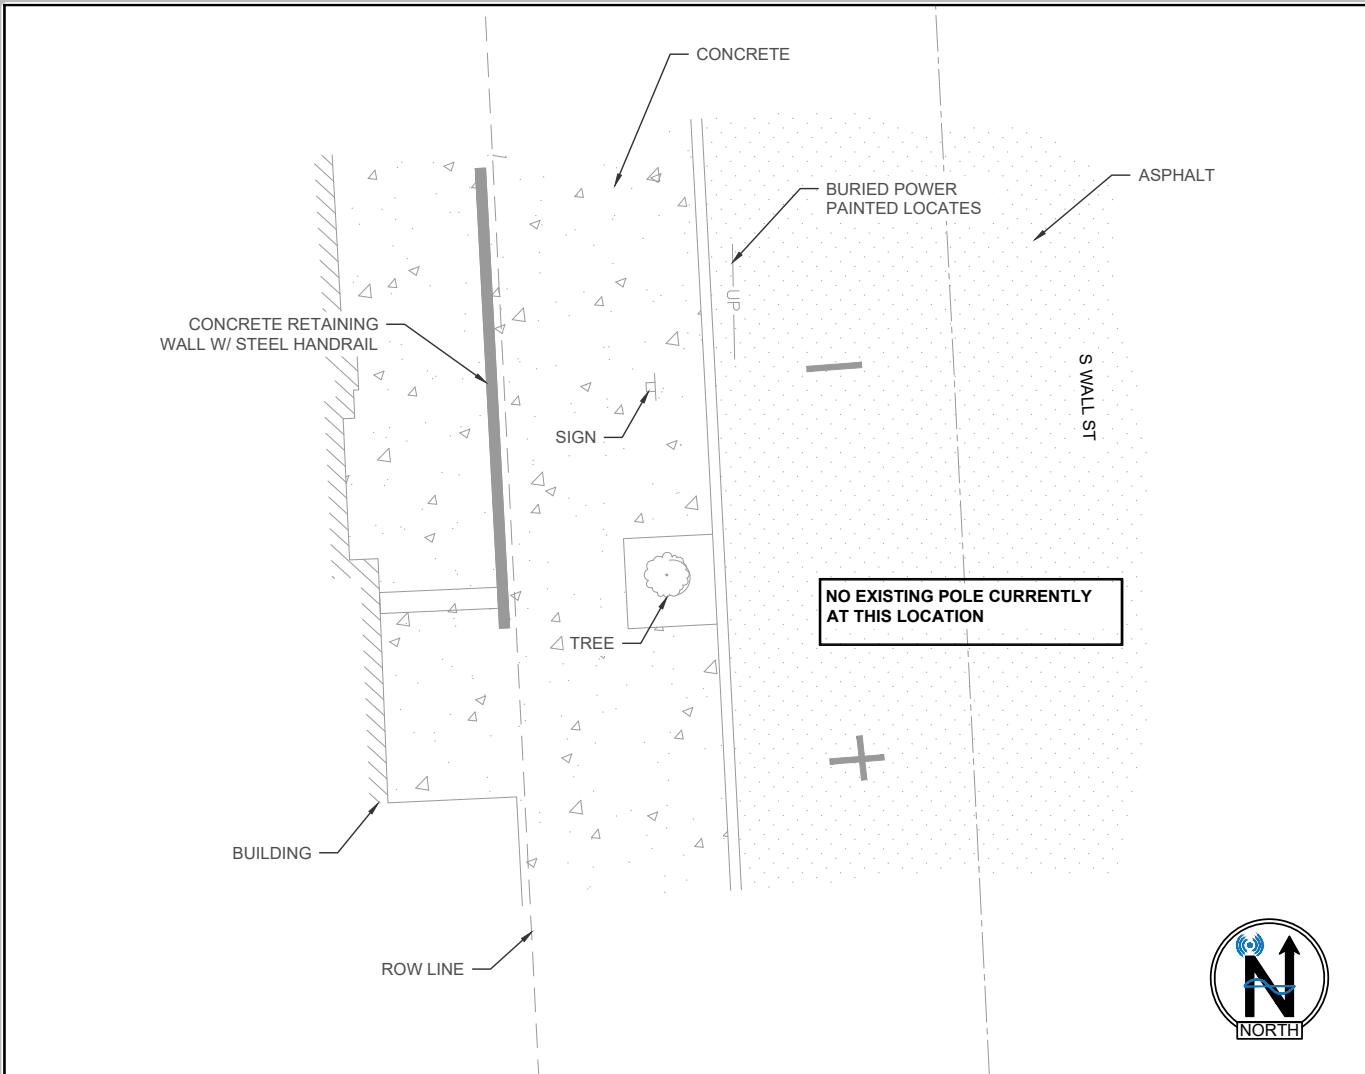 CONCRETE
BURIED POWER
PAINTED LOCATES
ASPHALT
UP
CONCRETE RETAINING
WALL W/ STEEL HANDRAIL
S WALL ST
SIGN
NO EXISTING POLE CURRENTLY
AT THIS LOCATION
TREE
BUILDING
ROW LINE
N
NORTH